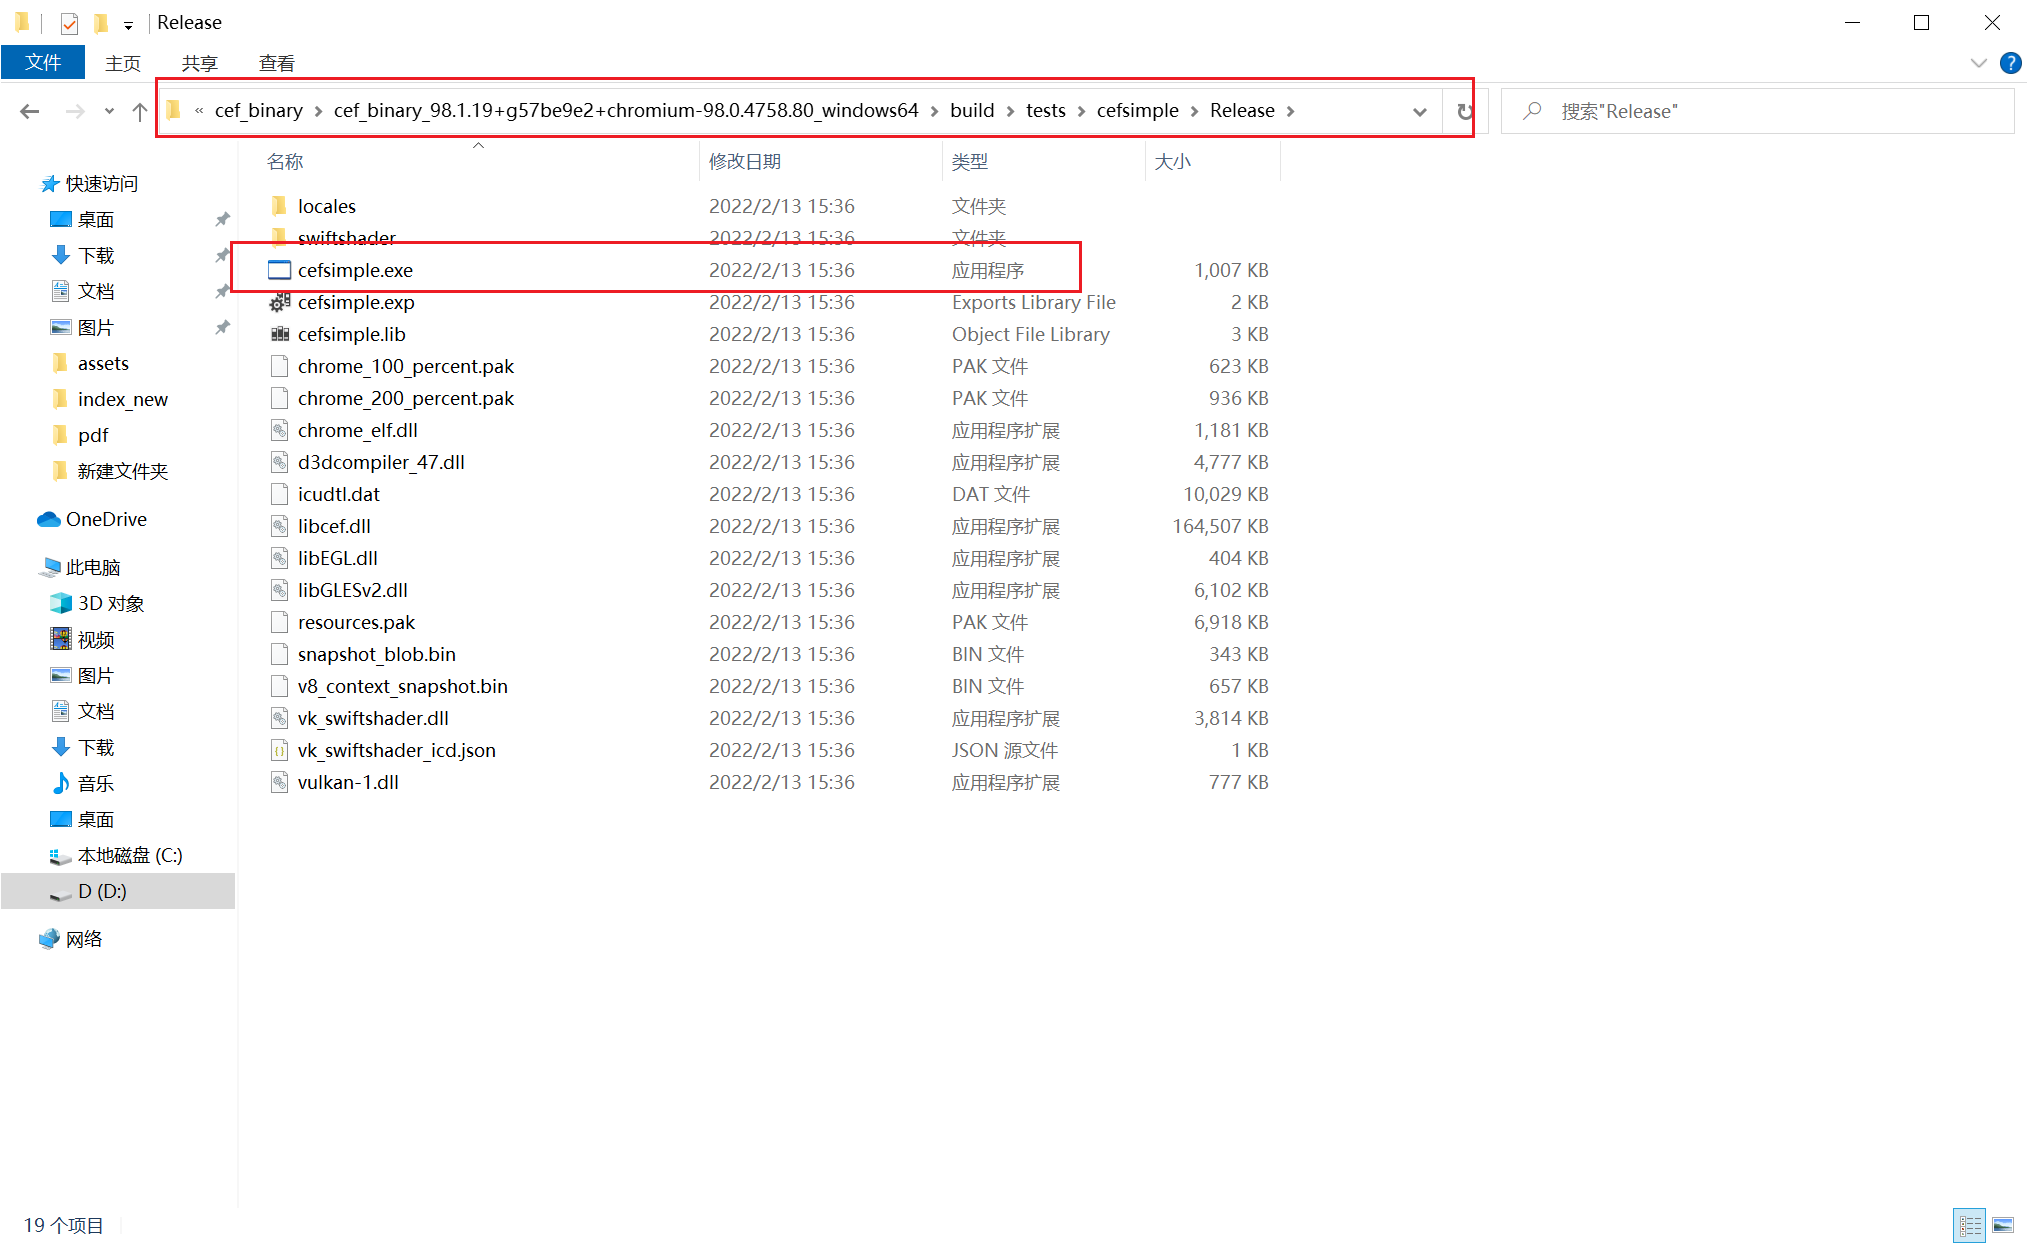 Release
文件 主页 共享 查看
« cef_binary > cef_binary_98.1.19+g57be9e2+chromium-98.0.4758.80_windows64 > build > tests > cefsimple > Release >
搜索"Release"
名称 修改日期 类型 大小
快速访问
桌面
下载
文档
图片
assets
index_new
pdf
新建文件夹
OneDrive
此电脑
3D 对象
视频
图片
文档
下载
音乐
桌面
本地磁盘 (C:)
D (D:)
网络
locales 2022/2/13 15:36 文件夹
swiftshader 2022/2/13 15:36 文件夹
cefsimple.exe 2022/2/13 15:36 应用程序 1,007 KB
cefsimple.exp 2022/2/13 15:36 Exports Library File 2 KB
cefsimple.lib 2022/2/13 15:36 Object File Library 3 KB
chrome_100_percent.pak 2022/2/13 15:36 PAK 文件 623 KB
chrome_200_percent.pak 2022/2/13 15:36 PAK 文件 936 KB
chrome_elf.dll 2022/2/13 15:36 应用程序扩展 1,181 KB
d3dcompiler_47.dll 2022/2/13 15:36 应用程序扩展 4,777 KB
icudtl.dat 2022/2/13 15:36 DAT 文件 10,029 KB
libcef.dll 2022/2/13 15:36 应用程序扩展 164,507 KB
libEGL.dll 2022/2/13 15:36 应用程序扩展 404 KB
libGLESv2.dll 2022/2/13 15:36 应用程序扩展 6,102 KB
resources.pak 2022/2/13 15:36 PAK 文件 6,918 KB
snapshot_blob.bin 2022/2/13 15:36 BIN 文件 343 KB
v8_context_snapshot.bin 2022/2/13 15:36 BIN 文件 657 KB
vk_swiftshader.dll 2022/2/13 15:36 应用程序扩展 3,814 KB
vk_swiftshader_icd.json 2022/2/13 15:36 JSON 源文件 1 KB
vulkan-1.dll 2022/2/13 15:36 应用程序扩展 777 KB
19 个项目